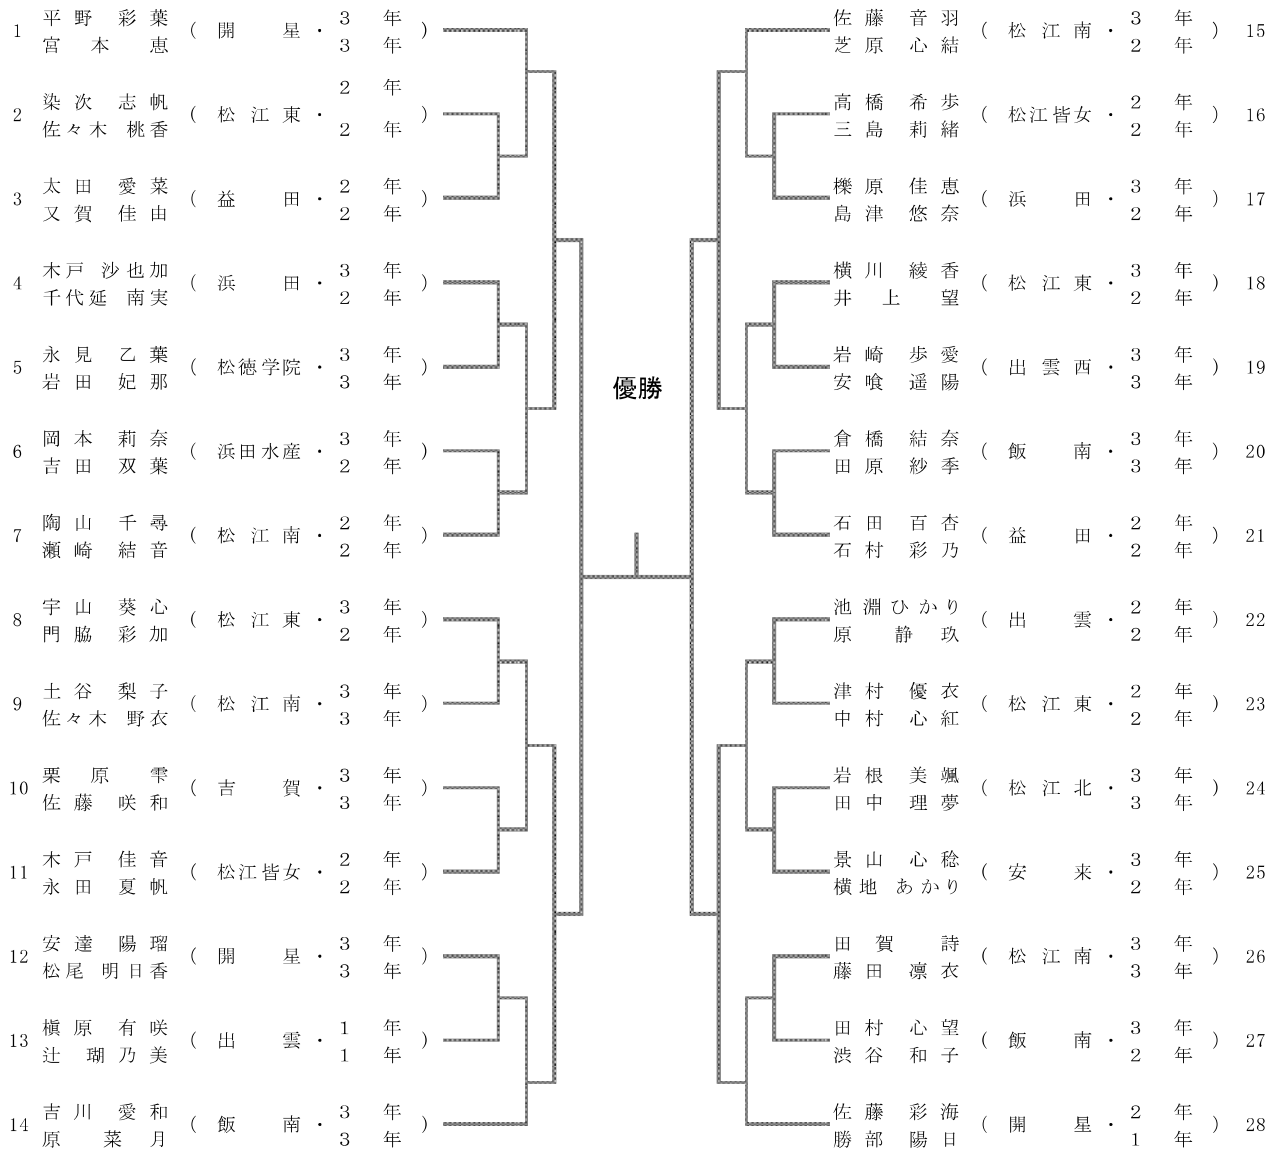 1 平野 彩葉 ( 開星 ・ 3 年 )
宮本 恵 3 年
2 染次 志帆 ( 松江東 ・ 2 年 )
佐々木 桃香 2 年
3 太田 愛菜 ( 益田 ・ 2 年 )
又賀 佳由 2 年
4 木戸 沙也加 ( 浜田 ・ 3 年 )
千代延 南実 2 年
5 永見 乙葉 ( 松徳学院 ・ 3 年 )
岩田 妃那 3 年
6 岡本 莉奈 ( 浜田水産 ・ 3 年 )
吉田 双葉 2 年
7 陶山 千尋 ( 松江南 ・ 2 年 )
瀬崎 結音 2 年
8 宇山 葵心 ( 松江東 ・ 3 年 )
門脇 彩加 2 年
9 土谷 梨子 ( 松江南 ・ 3 年 )
佐々木 野衣 3 年
10 栗原 雫 ( 吉賀 ・ 3 年 )
佐藤 咲和 3 年
11 木戸 佳音 ( 松江皆女 ・ 2 年 )
永田 夏帆 2 年
12 安達 陽瑠 ( 開星 ・ 3 年 )
松尾 明日香 3 年
13 槇原 有咲 ( 出雲 ・ 1 年 )
辻 瑚乃美 1 年
14 吉川 愛和 ( 飯南 ・ 3 年 )
原 菜月 3 年
優勝
佐藤 音羽 ( 松江南 ・ 3 年 ) 15
芝原 心結 2 年
高橋 希歩 ( 松江皆女 ・ 2 年 ) 16
三島 莉緒 2 年
櫟原 佳恵 ( 浜田 ・ 3 年 ) 17
島津 悠奈 2 年
横川 綾香 ( 松江東 ・ 3 年 ) 18
井上 望 2 年
岩崎 歩愛 ( 出雲西 ・ 3 年 ) 19
安喰 遥陽 3 年
倉橋 結奈 ( 飯南 ・ 3 年 ) 20
田原 紗季 3 年
石田 百杏 ( 益田 ・ 2 年 ) 21
石村 彩乃 2 年
池淵 ひかり ( 出雲 ・ 2 年 ) 22
原 静玖 2 年
津村 優衣 ( 松江東 ・ 2 年 ) 23
中村 心紅 2 年
岩根 美颯 ( 松江北 ・ 3 年 ) 24
田中 理夢 3 年
景山 心稔 ( 安来 ・ 3 年 ) 25
横地 あかり 2 年
田賀 詩 ( 松江南 ・ 3 年 ) 26
藤田 凛衣 3 年
田村 心望 ( 飯南 ・ 3 年 ) 27
渋谷 和子 2 年
佐藤 彩海 ( 開星 ・ 2 年 ) 28
勝部 陽日 1 年